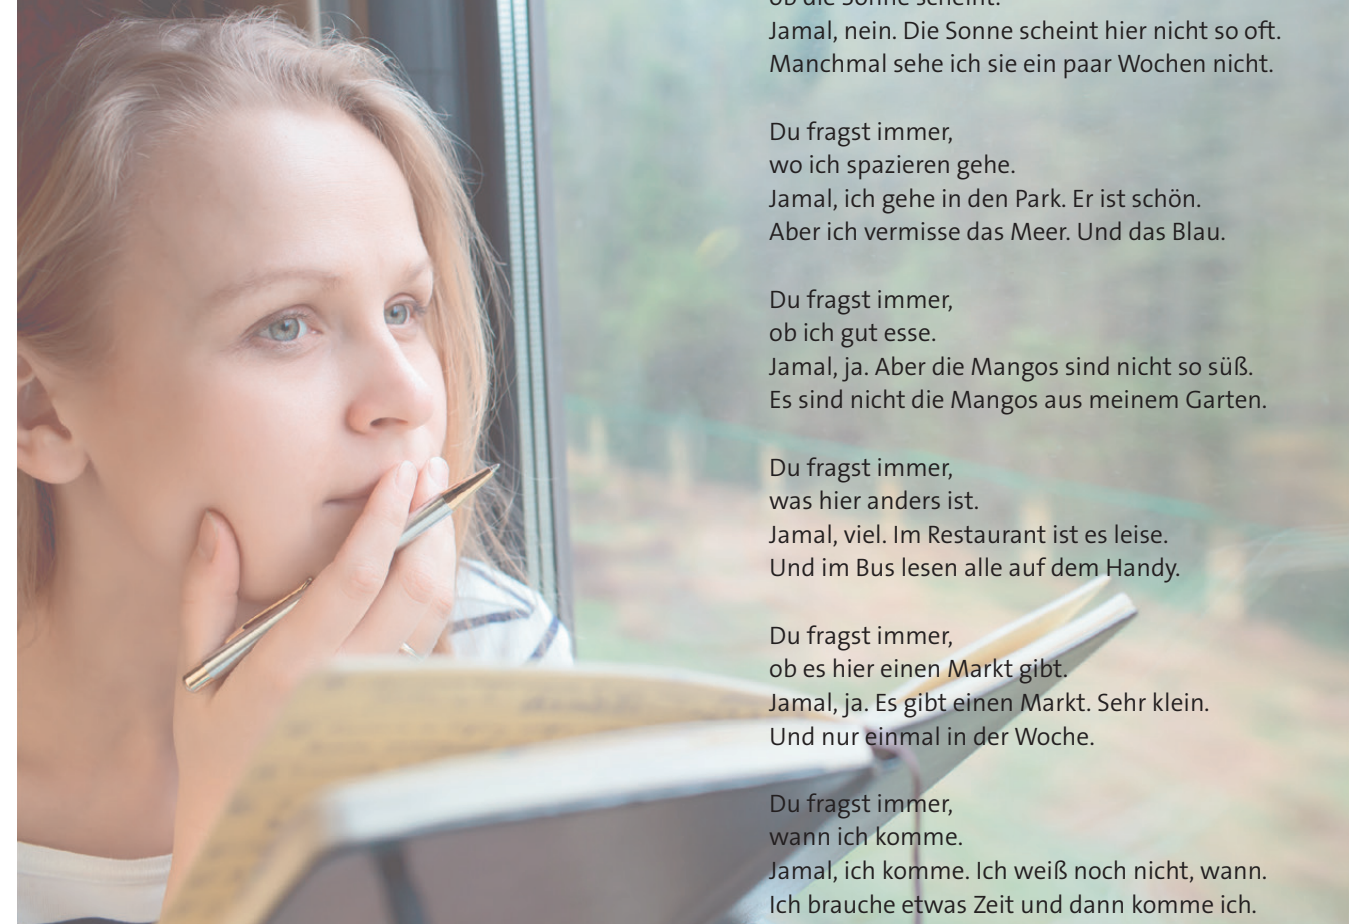 ob die Sonne scheint.
Jamal, nein. Die Sonne scheint hier nicht so oft.
Manchmal sehe ich sie ein paar Wochen nicht.
Du fragst immer,
wo ich spazieren gehe.
Jamal, ich gehe in den Park. Er ist schön.
Aber ich vermisse das Meer. Und das Blau.
Du fragst immer,
ob ich gut esse.
Jamal, ja. Aber die Mangos sind nicht so süß.
Es sind nicht die Mangos aus meinem Garten.
Du fragst immer,
was hier anders ist.
Jamal, viel. Im Restaurant ist es leise.
Und im Bus lesen alle auf dem Handy.
Du fragst immer,
ob es hier einen Markt gibt.
Jamal, ja. Es gibt einen Markt. Sehr klein.
Und nur einmal in der Woche.
Du fragst immer,
wann ich komme.
Jamal, ich komme. Ich weiß noch nicht, wann.
Ich brauche etwas Zeit und dann komme ich.